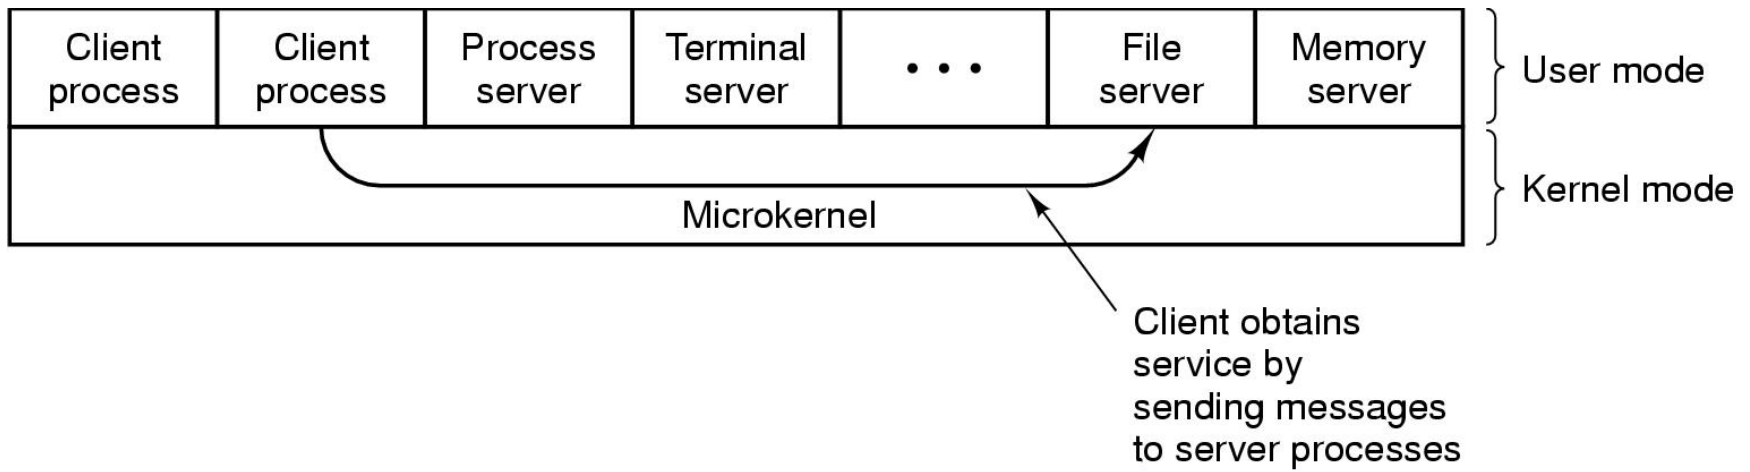 Client
process
Client
process
Process
server
Terminal
server
• • •
File
server
Memory
server
User mode
Microkernel
Kernel mode
Client obtains
service by
sending messages
to server processes